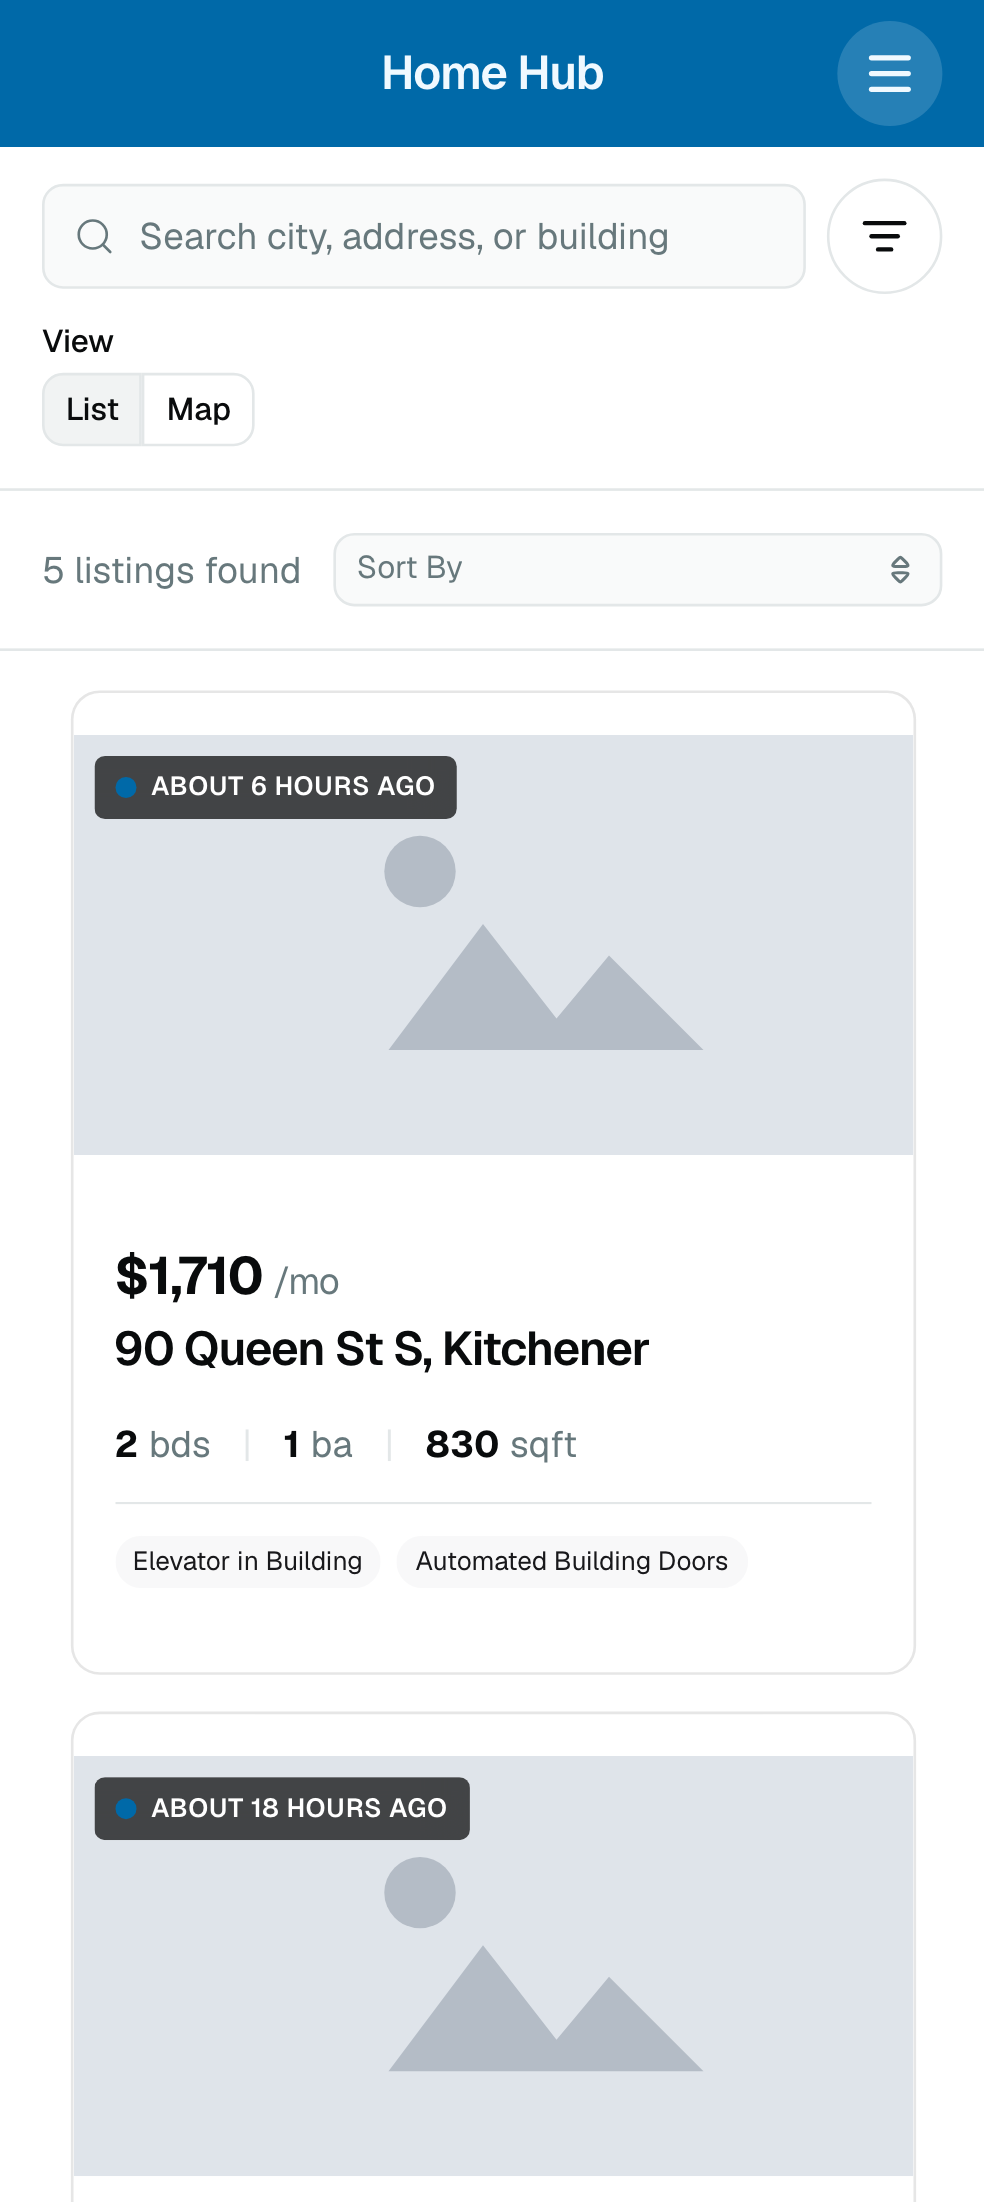 Home Hub
Search city, address, or building
View
List Map
5 listings found Sort By
ABOUT 6 HOURS AGO
$1,710 /mo
90 Queen St S, Kitchener
2 bds 1 ba 830 sqft
Elevator in Building Automated Building Doors
ABOUT 18 HOURS AGO